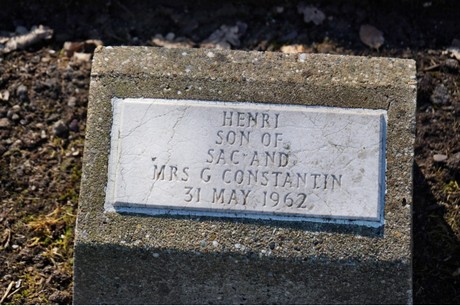 HENRI
SON OF
SAC AND
MRS G CONSTANTIN
31 MAY 1962